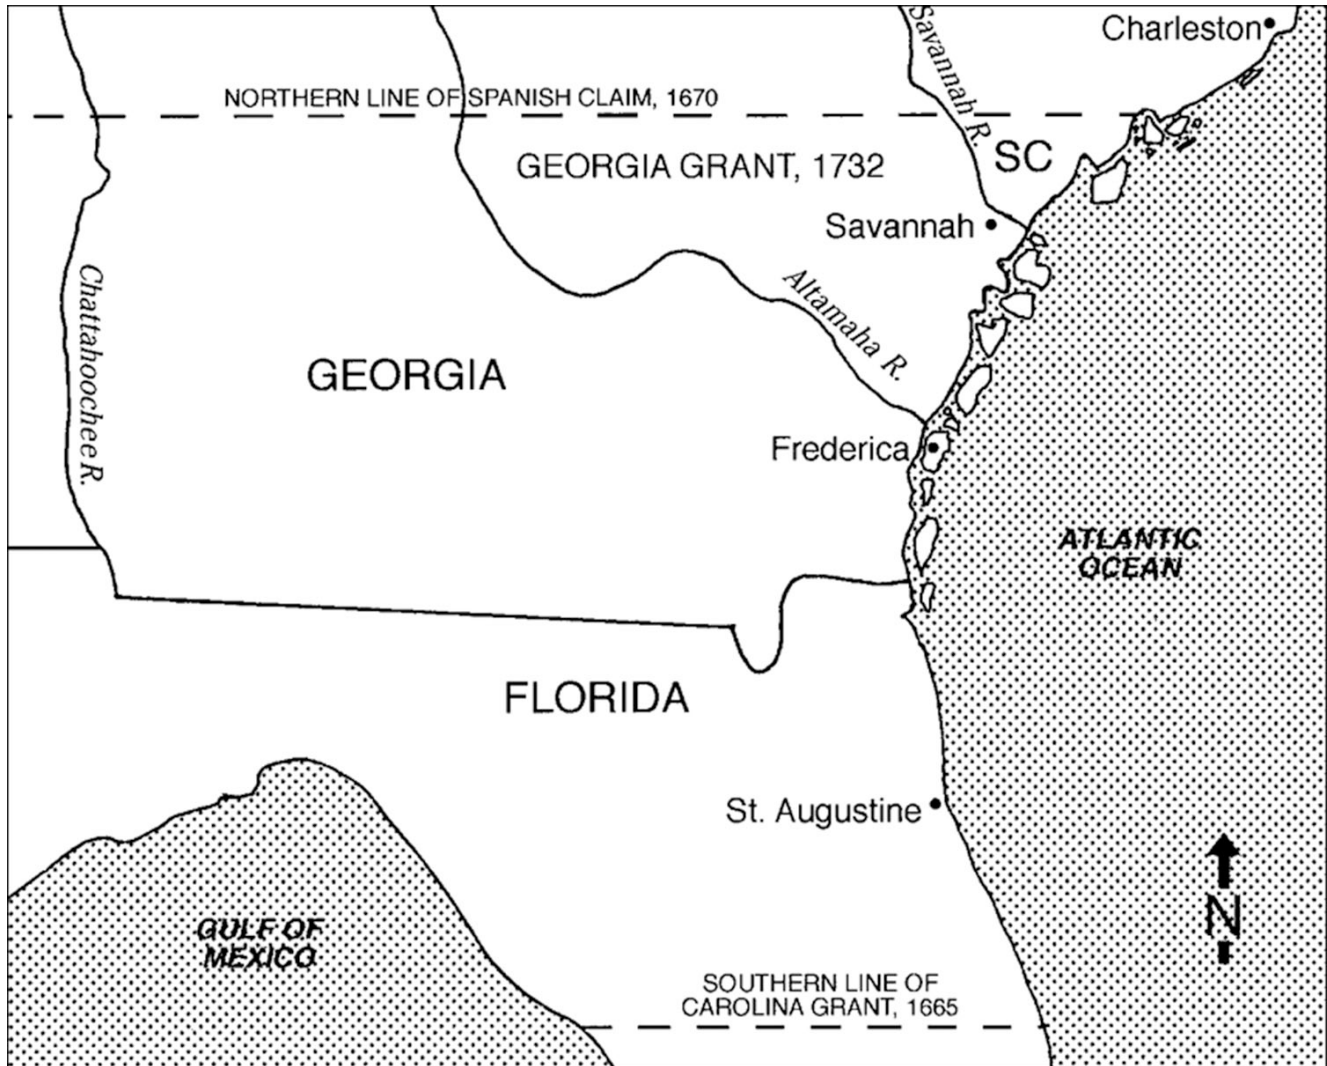 Charleston
Savannah R.
NORTHERN LINE OF SPANISH CLAIM, 1670
SC
GEORGIA GRANT, 1732
Savannah
Chattahoochee R.
Altamaha R.
GEORGIA
Frederica
ATLANTIC
OCEAN
FLORIDA
St. Augustine
N
GULF OF
MEXICO
SOUTHERN LINE OF
CAROLINA GRANT, 1665